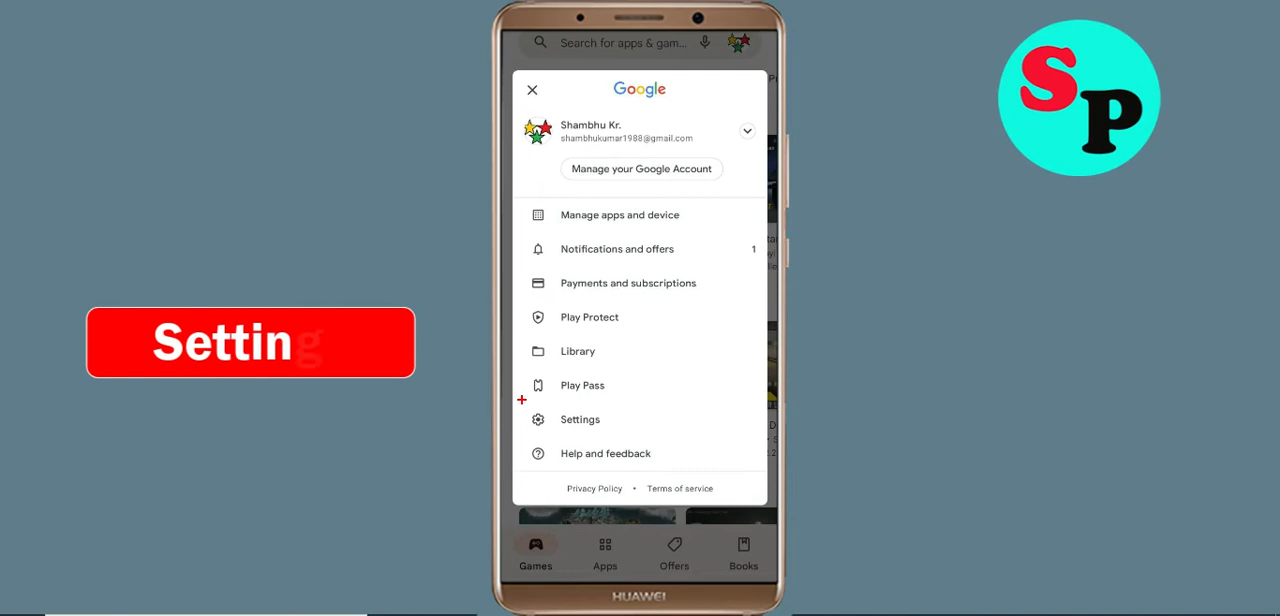 Search for apps & gam...
Google
Shambhu Kr.
shambhukumar1988@gmail.com
Manage your Google Account
Manage apps and device
Notifications and offers 1
Payments and subscriptions
Play Protect
Library
Play Pass
Settings
Help and feedback
Privacy Policy • Terms of service
Games Apps Offers Books
HUAWEI
Setting
SP